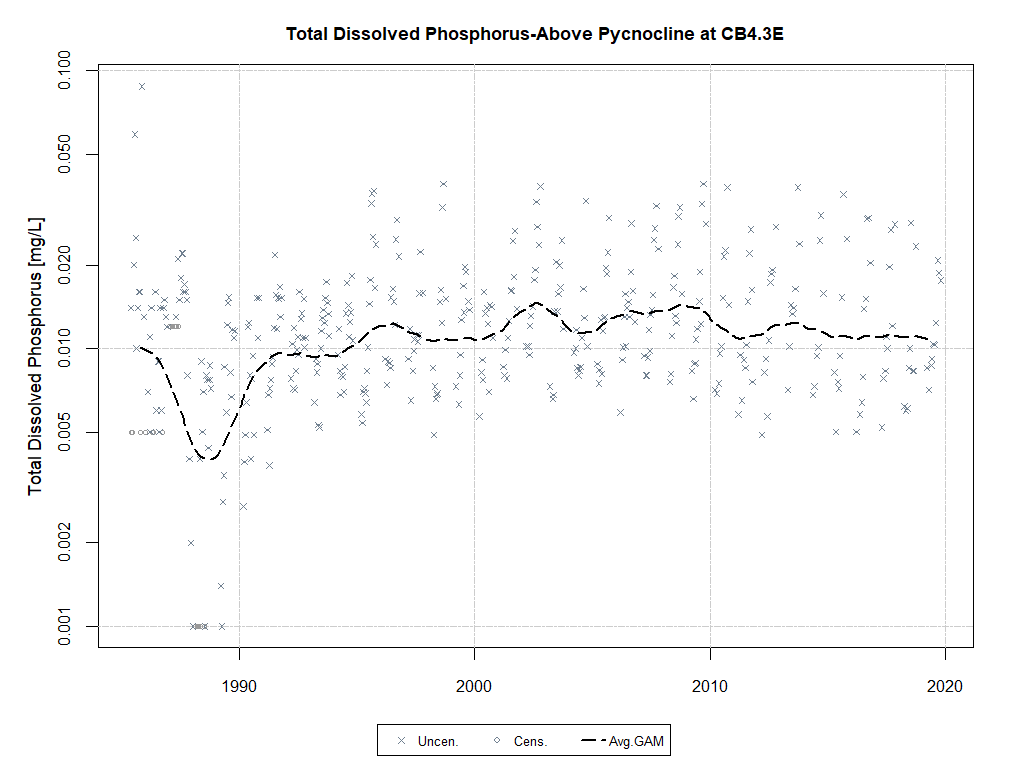 Total Dissolved Phosphorus-Above Pycnocline at CB4.3E
Total Dissolved Phosphorus [mg/L]
0.100
0.050
0.020
0.010
0.005
0.002
0.001
1990 2000 2010 2020
Uncen. Cens. Avg.GAM